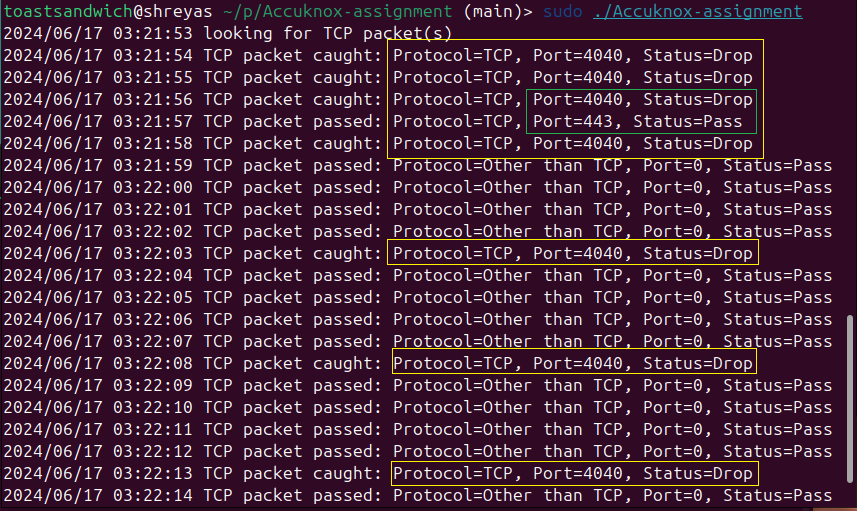 toastsandwich@shreyas ~/p/Accuknox-assignment (main)> sudo ./Accuknox-assignment
2024/06/17 03:21:53 looking for TCP packet(s)
2024/06/17 03:21:54 TCP packet caught: Protocol=TCP, Port=4040, Status=Drop
2024/06/17 03:21:55 TCP packet caught: Protocol=TCP, Port=4040, Status=Drop
2024/06/17 03:21:56 TCP packet caught: Protocol=TCP, Port=4040, Status=Drop
2024/06/17 03:21:57 TCP packet passed: Protocol=TCP, Port=443, Status=Pass
2024/06/17 03:21:58 TCP packet caught: Protocol=TCP, Port=4040, Status=Drop
2024/06/17 03:21:59 TCP packet passed: Protocol=Other than TCP, Port=0, Status=Pass
2024/06/17 03:22:00 TCP packet passed: Protocol=Other than TCP, Port=0, Status=Pass
2024/06/17 03:22:01 TCP packet passed: Protocol=Other than TCP, Port=0, Status=Pass
2024/06/17 03:22:02 TCP packet passed: Protocol=Other than TCP, Port=0, Status=Pass
2024/06/17 03:22:03 TCP packet caught: Protocol=TCP, Port=4040, Status=Drop
2024/06/17 03:22:04 TCP packet passed: Protocol=Other than TCP, Port=0, Status=Pass
2024/06/17 03:22:05 TCP packet passed: Protocol=Other than TCP, Port=0, Status=Pass
2024/06/17 03:22:06 TCP packet passed: Protocol=Other than TCP, Port=0, Status=Pass
2024/06/17 03:22:07 TCP packet passed: Protocol=Other than TCP, Port=0, Status=Pass
2024/06/17 03:22:08 TCP packet caught: Protocol=TCP, Port=4040, Status=Drop
2024/06/17 03:22:09 TCP packet passed: Protocol=Other than TCP, Port=0, Status=Pass
2024/06/17 03:22:10 TCP packet passed: Protocol=Other than TCP, Port=0, Status=Pass
2024/06/17 03:22:11 TCP packet passed: Protocol=Other than TCP, Port=0, Status=Pass
2024/06/17 03:22:12 TCP packet passed: Protocol=Other than TCP, Port=0, Status=Pass
2024/06/17 03:22:13 TCP packet caught: Protocol=TCP, Port=4040, Status=Drop
2024/06/17 03:22:14 TCP packet passed: Protocol=Other than TCP, Port=0, Status=Pass